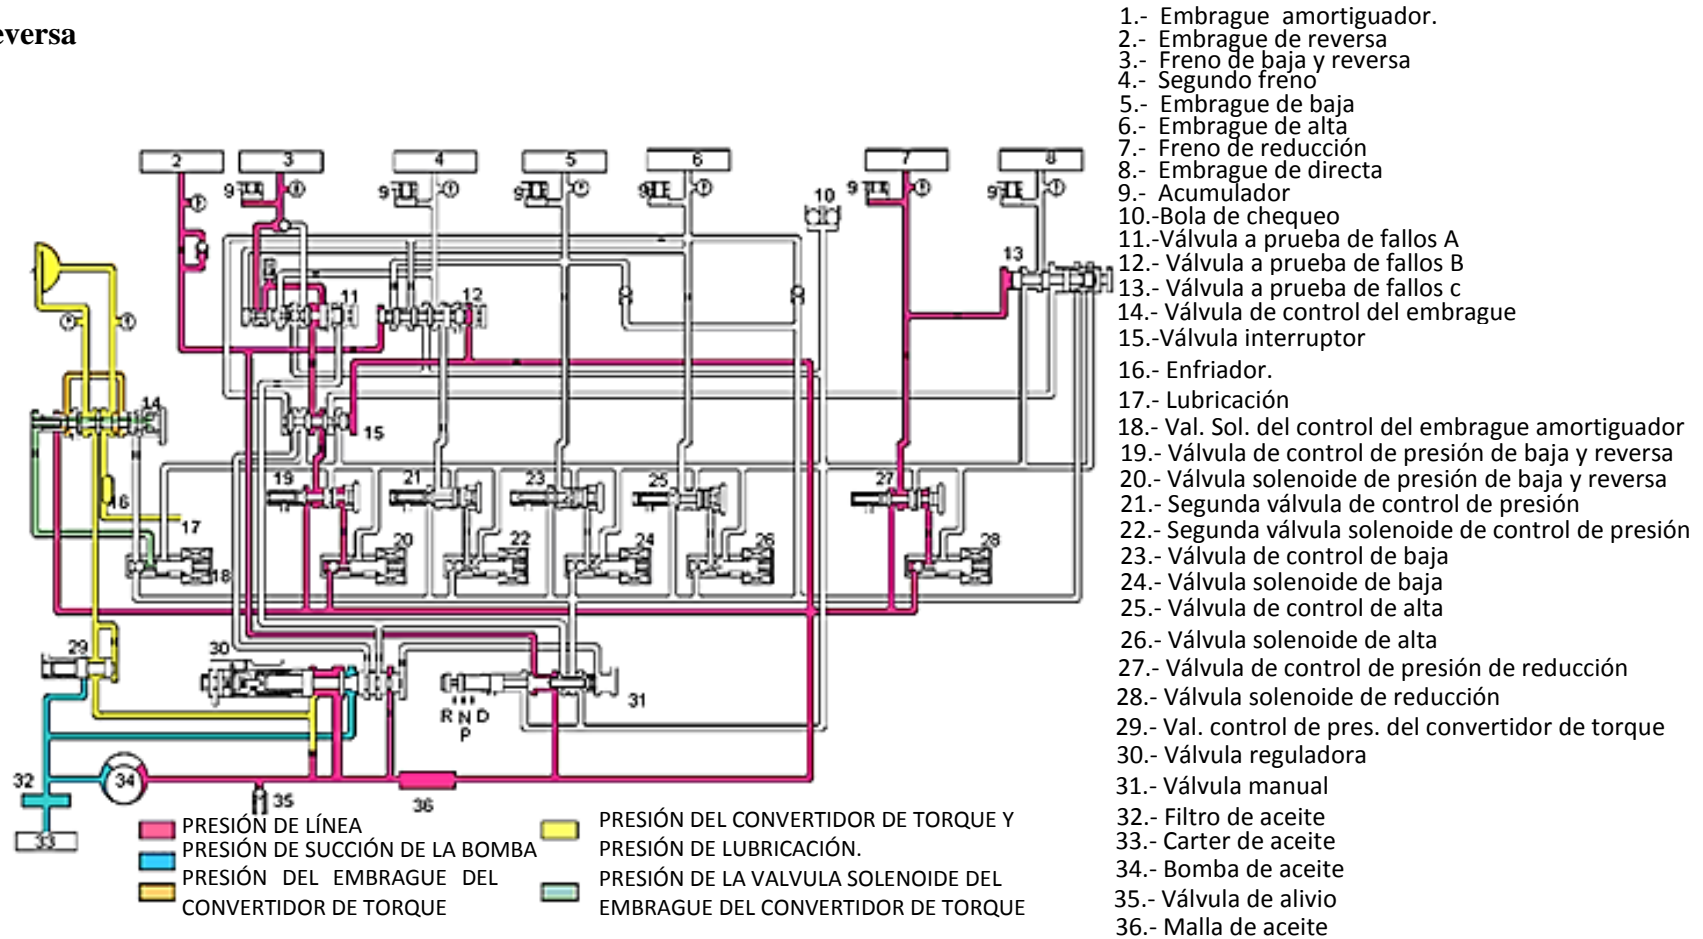 eversa
1.- Embrague amortiguador.
2.- Embrague de reversa
3.- Freno de baja y reversa
4.- Segundo freno
5.- Embrague de baja
6.- Embrague de alta
7.- Freno de reducción
8.- Embrague de directa
9.- Acumulador
10.-Bola de chequeo
11.-Válvula a prueba de fallos A
12.- Válvula a prueba de fallos B
13.- Válvula a prueba de fallos c
14.- Válvula de control del embrague
15.-Válvula interruptor
16.- Enfriador.
17.- Lubricación
18.- Val. Sol. del control del embrague amortiguador
19.- Válvula de control de presión de baja y reversa
20.- Válvula solenoide de presión de baja y reversa
21.- Segunda válvula de control de presión
22.- Segunda válvula solenoide de control de presión
23.- Válvula de control de baja
24.- Válvula solenoide de baja
25.- Válvula de control de alta
26.- Válvula solenoide de alta
27.- Válvula de control de presión de reducción
28.- Válvula solenoide de reducción
29.- Val. control de pres. del convertidor de torque
30.- Válvula reguladora
31.- Válvula manual
32.- Filtro de aceite
33.- Carter de aceite
34.- Bomba de aceite
35.- Válvula de alivio
36.- Malla de aceite
2 3 4 5 6 7 8
9 9 9 9 9 9
10
13
11 12
14
15
19 21 23 25 27
16
17
18 20 22 24 26 28
29 30
31
R N D
P
32 34
35 36
33
PRESIÓN DE LÍNEA
PRESIÓN DE SUCCIÓN DE LA BOMBA
PRESIÓN DEL EMBRAGUE DEL
CONVERTIDOR DE TORQUE
PRESIÓN DEL CONVERTIDOR DE TORQUE Y
PRESIÓN DE LUBRICACIÓN.
PRESIÓN DE LA VALVULA SOLENOIDE DEL
EMBRAGUE DEL CONVERTIDOR DE TORQUE